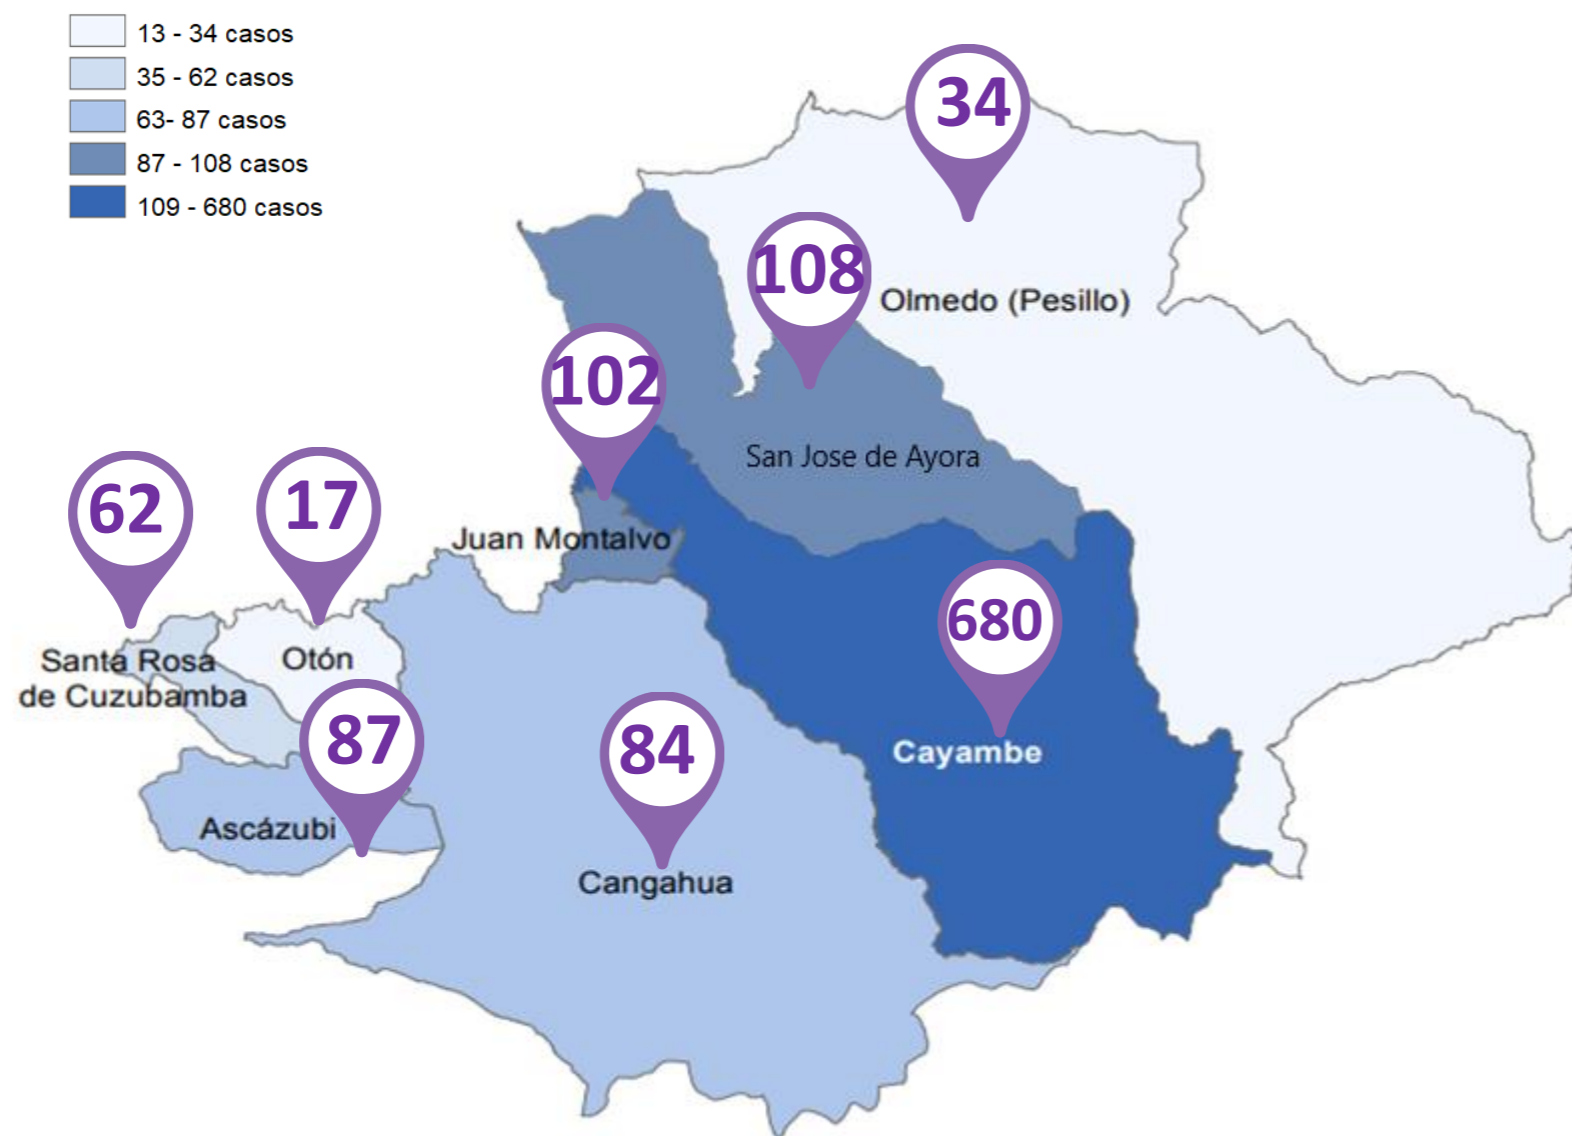 13 - 34 casos
35 - 62 casos
63- 87 casos
87 - 108 casos
109 - 680 casos
34
108
Olmedo (Pesillo)
102
San Jose de Ayora
62
17
Juan Montalvo
680
Santa Rosa
de Cuzubamba
Otón
87
84
Cayambe
Ascázubi
Cangahua